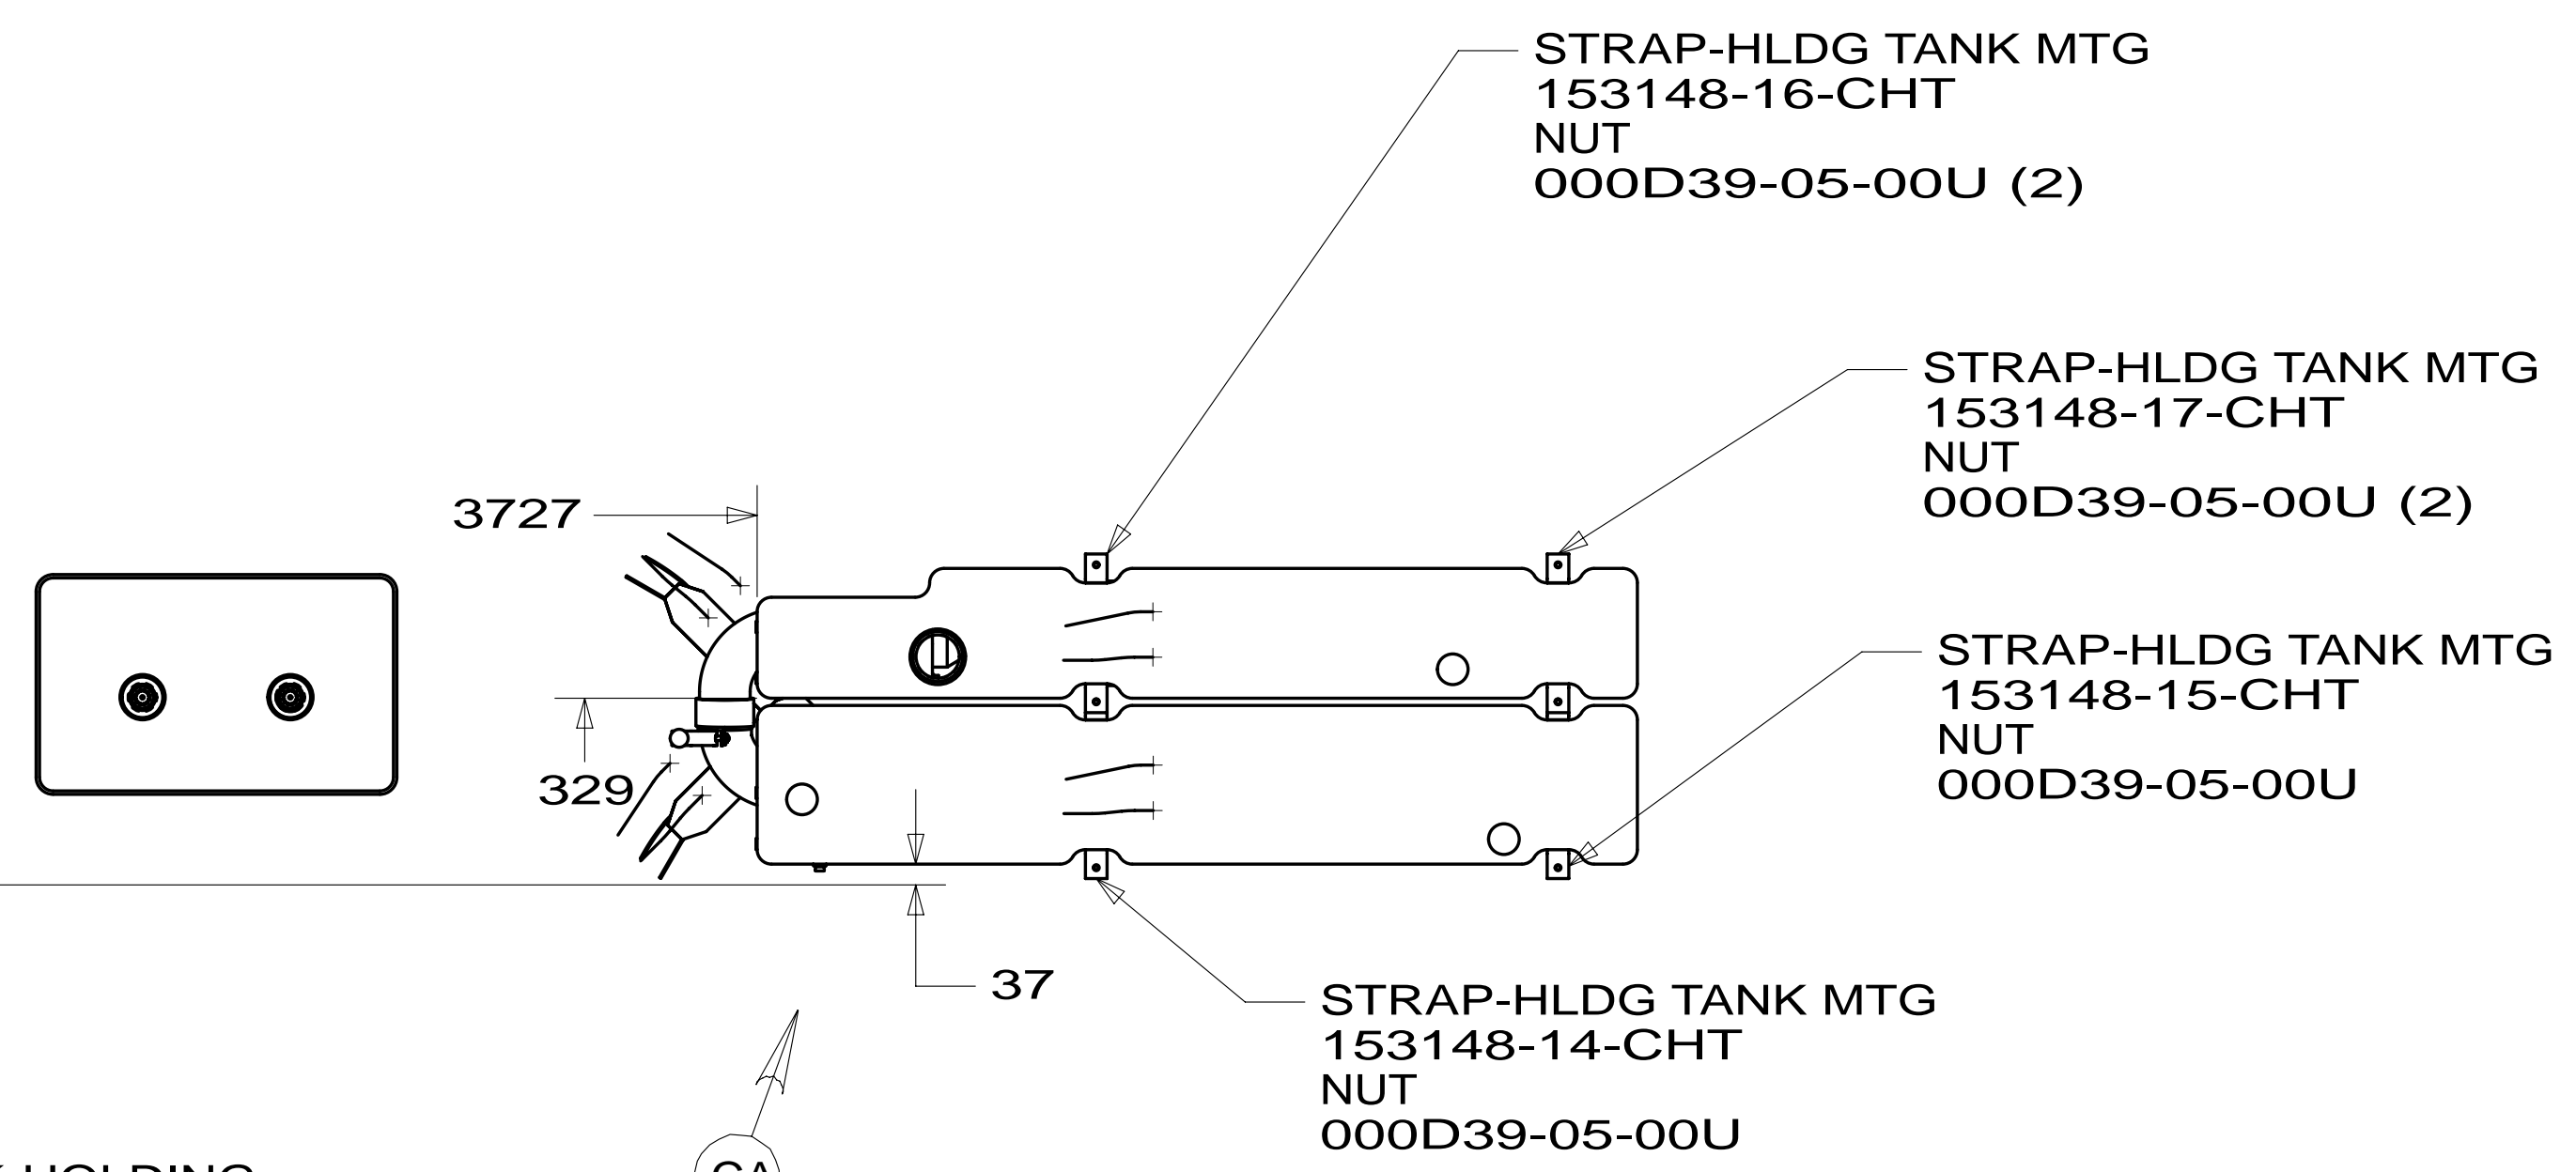 STRAP-HLDG TANK MTG
153148-16-CHT
NUT
000D39-05-00U (2)
STRAP-HLDG TANK MTG
153148-17-CHT
NUT
000D39-05-00U (2)
3727
STRAP-HLDG TANK MTG
153148-15-CHT
NUT
000D39-05-00U
329
37
STRAP-HLDG TANK MTG
153148-14-CHT
NUT
000D39-05-00U
HOLDING
CA